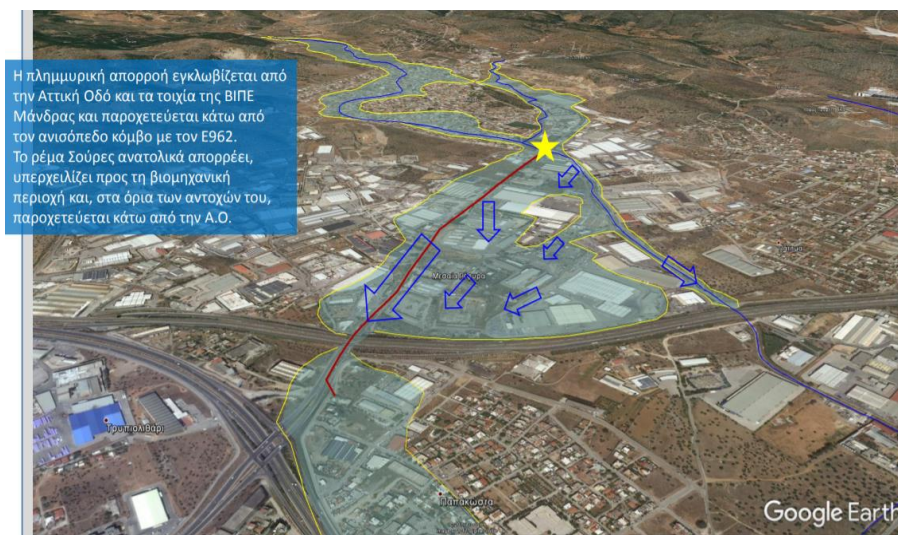 Η πλημμυρική απορροή εγκλωβίζεται από
την Αττική Οδό και τα τοιχία της ΒΙΠΕ
Μάνδρας και παροχετεύεται κάτω από
τον ανισόπεδο κόμβο με τον Ε962.
Το ρέμα Σούρες ανατολικά απορρέει,
υπερχειλίζει προς τη βιομηχανική
περιοχή και, στα όρια των αντοχών του,
παροχετεύεται κάτω από την Α.Ο.
Τρυπιολιθάρι
Παπακώστα
Google Earth